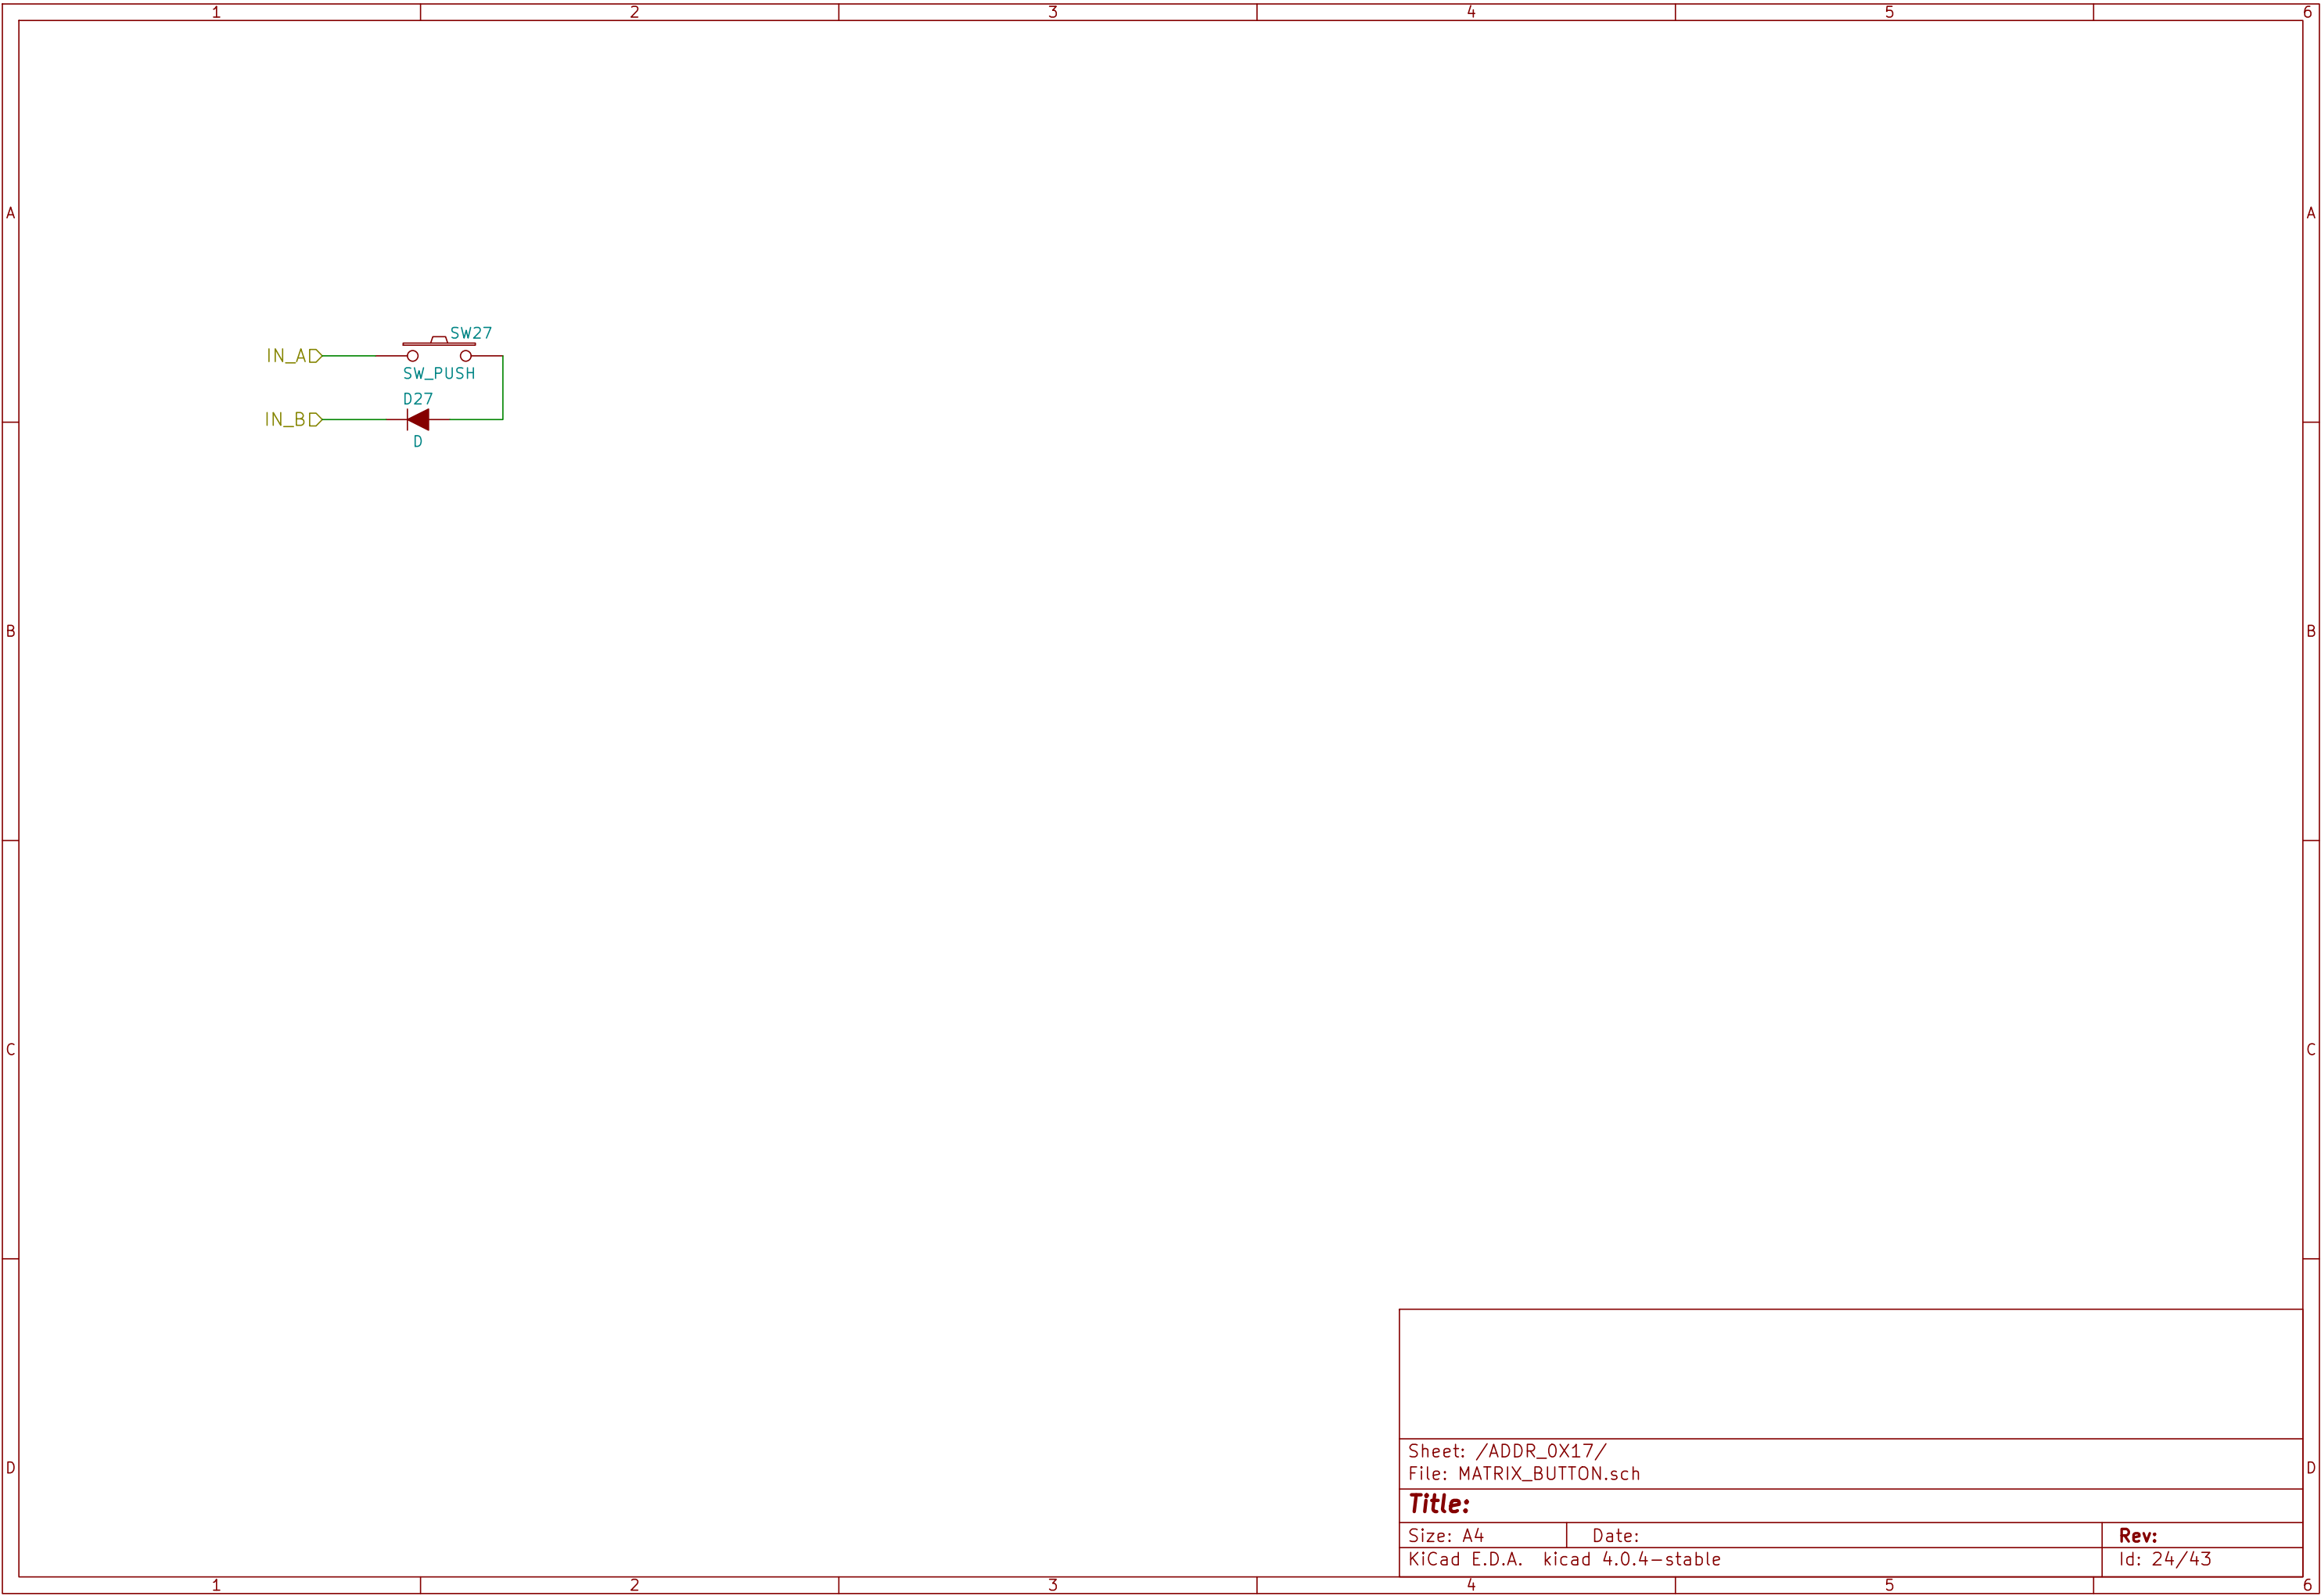 1 2 3 4 5 6
A A
SW27
IN_A
SW_PUSH
D27
IN_B
D
B B
C C
Sheet: /ADDR_0X17/
D D
File: MATRIX_BUTTON.sch
Title:
Size: A4 Date: Rev:
KiCad E.D.A. kicad 4.0.4-stable Id: 24/43
1 2 3 4 5 6